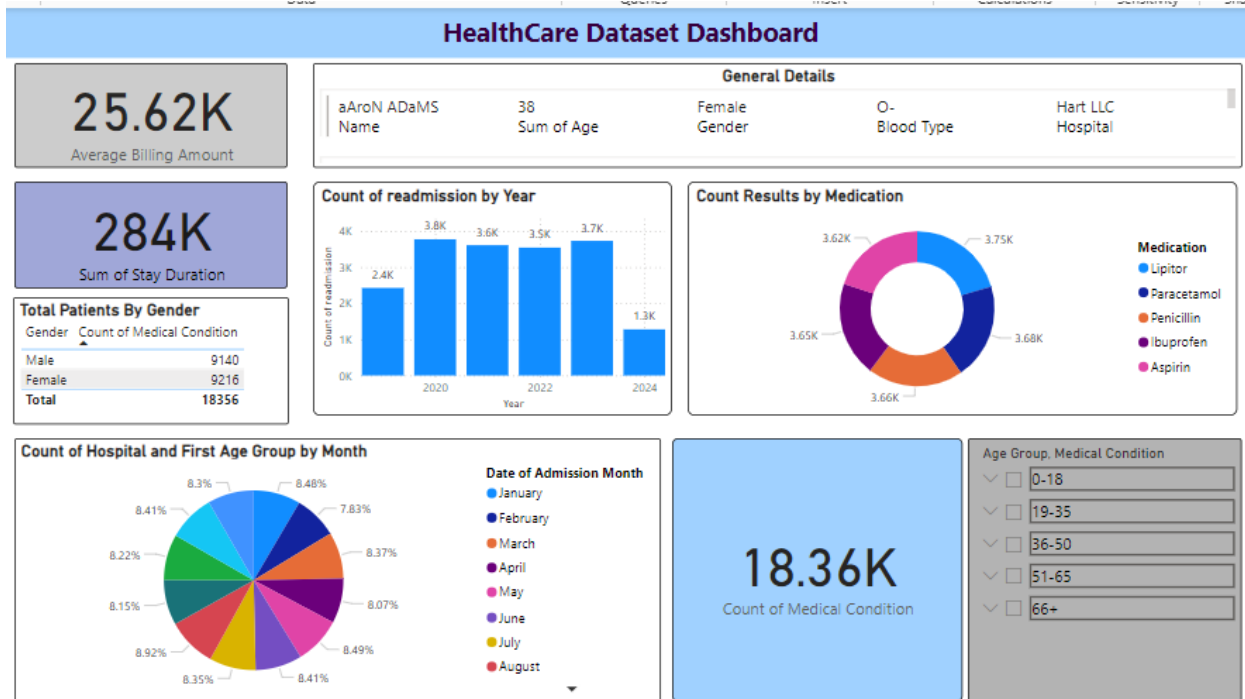 HealthCare Dataset Dashboard
25.62K
Average Billing Amount
General Details
aAroN ADaMS 38 Female O- Hart LLC
Name Sum of Age Gender Blood Type Hospital
284K
Sum of Stay Duration
Total Patients By Gender
Gender Count of Medical Condition
Male 9140
Female 9216
Total 18356
Count of readmission by Year
Count of readmission
4K
3K
2K
1K
0K
2.4K
3.8K
3.6K
3.5K
3.7K
1.3K
2020 2022 2024
Year
Count Results by Medication
3.62K
3.75K
3.65K
3.68K
3.66K
Medication
Lipitor
Paracetamol
Penicillin
Ibuprofen
Aspirin
Count of Hospital and First Age Group by Month
8.3%
8.48%
8.41%
7.83%
8.37%
8.22%
8.07%
8.15%
8.49%
8.92%
8.41%
8.35%
Date of Admission Month
January
February
March
April
May
June
July
August
18.36K
Count of Medical Condition
Age Group, Medical Condition
0-18
19-35
36-50
51-65
66+